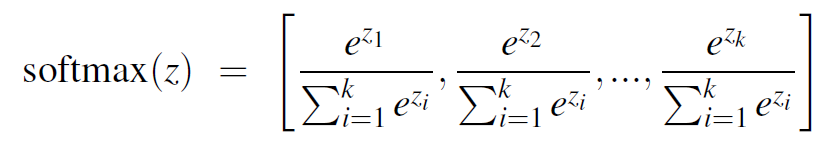 softmax(z) = [ e^{z_1} / ∑_{i=1}^{k} e^{z_i} , e^{z_2} / ∑_{i=1}^{k} e^{z_i} , ..., e^{z_k} / ∑_{i=1}^{k} e^{z_i} ]